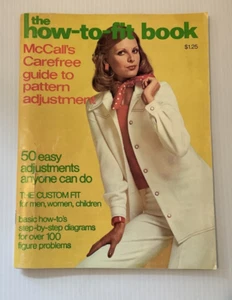 the
how-to-fit book
$1.25
McCall's
Carefree
guide to
pattern
adjustment
50 easy
adjustments
anyone can do
THE CUSTOM FIT
for men, women, children
basic how-to's
step-by-step diagrams
for over 100
figure problems